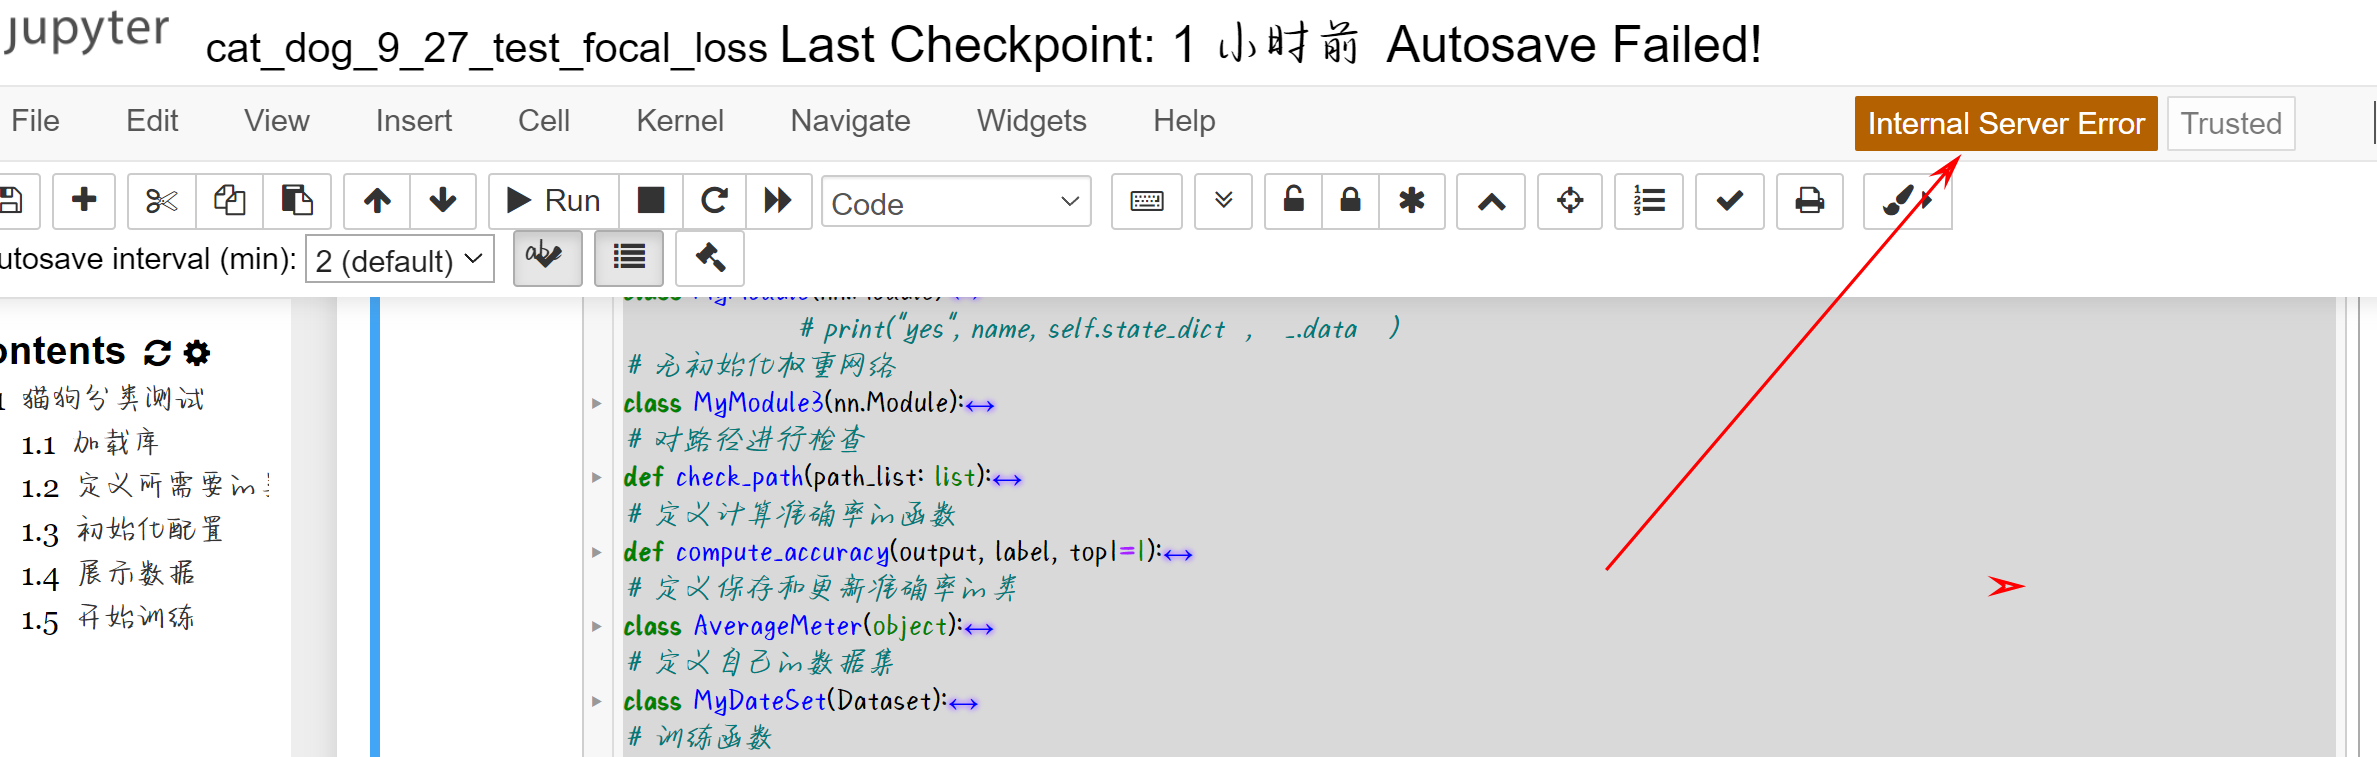 jupyter
cat_dog_9_27_test_focal_loss Last Checkpoint: 1 小时前 Autosave Failed!
File Edit View Insert Cell Kernel Navigate Widgets Help Internal Server Error Trusted
Run Code
utosave interval (min): 2 (default) abc
ontents
# print("yes", name, self.state_dict , _.data )
# 无初始化权重网络
1 猫狗分类测试
class MyModule3(nn.Module):
# 对路径进行检查
1.1 加载库
def check_path(path_list: list):
1.2 定义所需要的
# 定义计算准确率的函数
1.3 初始化配置
def compute_accuracy(output, label, top1=1):
1.4 展示数据
# 定义保存和更新准确率的类
1.5 开始训练
class AverageMeter(object):
# 定义自己的数据集
class MyDateSet(Dataset):
# 训练函数